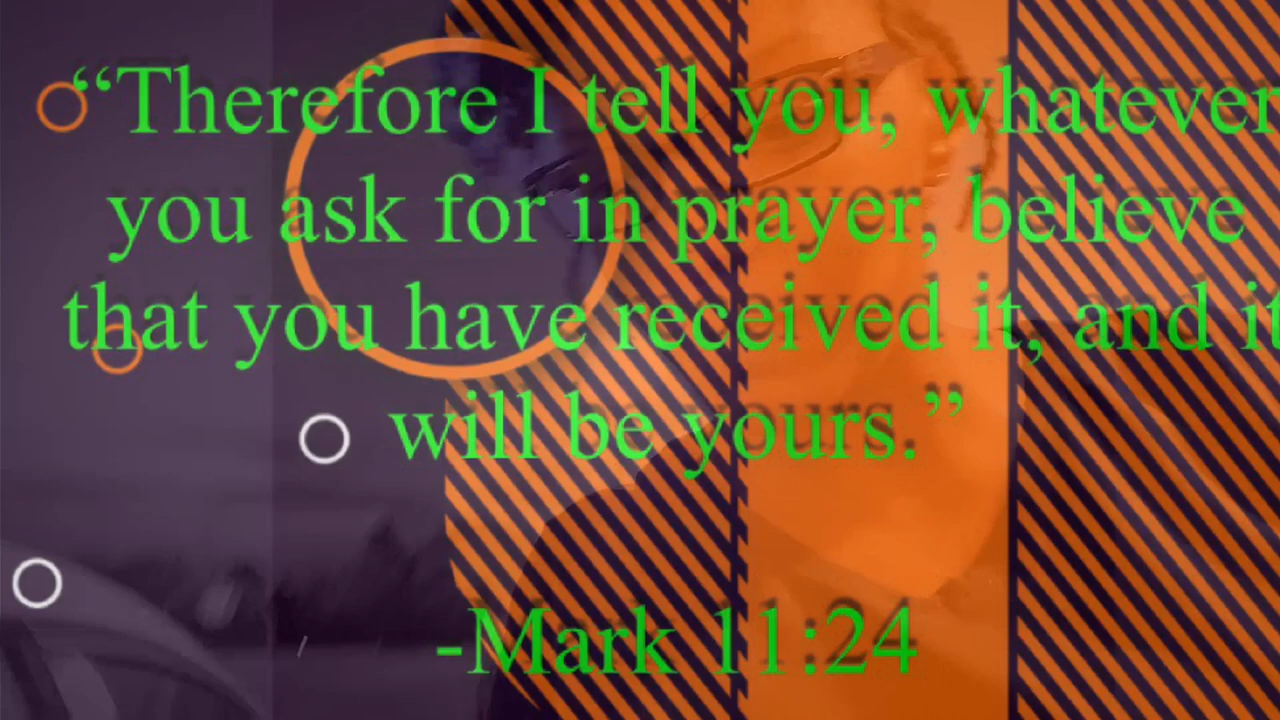 “Therefore I tell you, whatever
you ask for in prayer, believe
that you have received it, and it
will be yours.”
-Mark 11:24